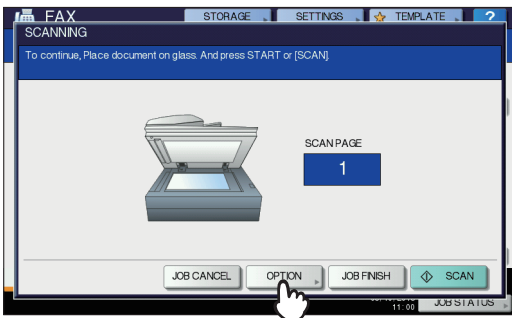 FAX
STORAGE
SETTINGS
TEMPLATE
?
SCANNING
To continue, Place document on glass. And press START or [SCAN].
SCAN PAGE
1
JOB CANCEL
OPTION
JOB FINISH
SCAN
11:00
JOB STATUS